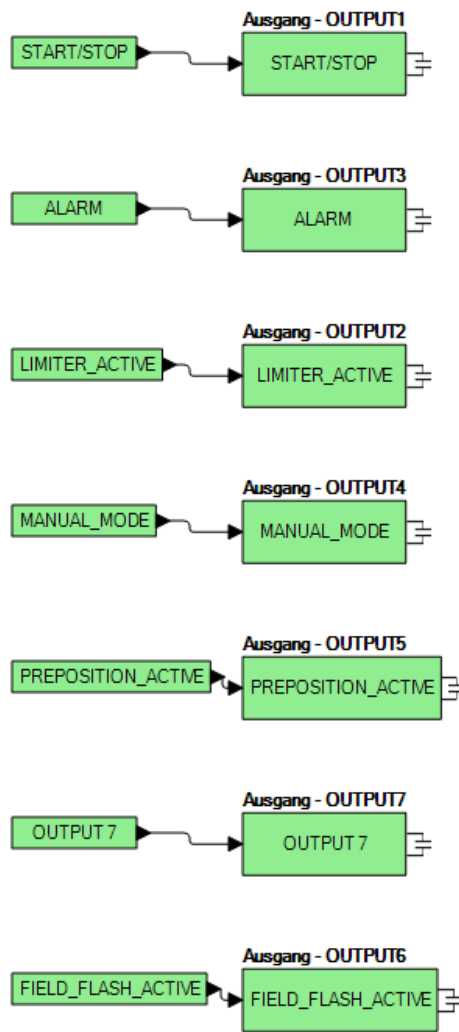 Ausgang - OUTPUT1
START/STOP
START/STOP
Ausgang - OUTPUT3
ALARM
ALARM
Ausgang - OUTPUT2
LIMITER_ACTIVE
LIMITER_ACTIVE
Ausgang - OUTPUT4
MANUAL_MODE
MANUAL_MODE
Ausgang - OUTPUT5
PREPOSITION_ACTIVE
PREPOSITION_ACTIVE
Ausgang - OUTPUT7
OUTPUT 7
OUTPUT 7
Ausgang - OUTPUT6
FIELD_FLASH_ACTIVE
FIELD_FLASH_ACTIVE